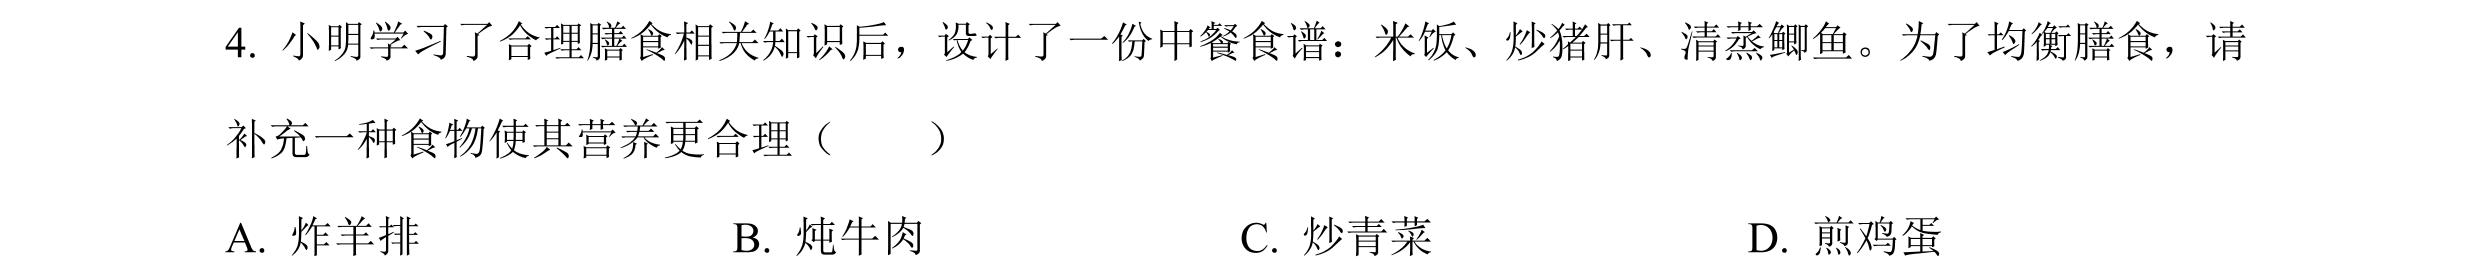 4. 小明学习了合理膳食相关知识后，设计了一份中餐食谱：米饭、炒猪肝、清蒸鲫鱼。为了均衡膳食，请
补充一种食物使其营养更合理（　　）
A. 炸羊排　　B. 炖牛肉　　C. 炒青菜　　D. 煎鸡蛋